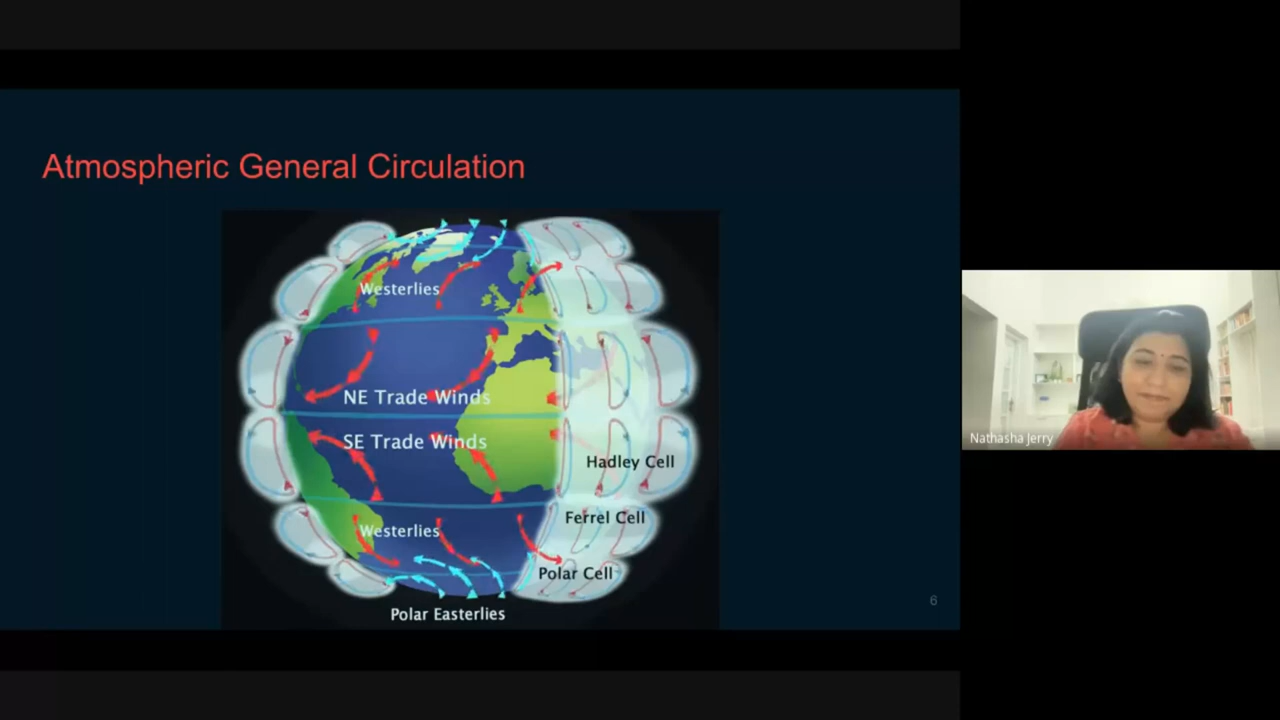 Atmospheric General Circulation
Westerlies
NE Trade Winds
SE Trade Winds
Hadley Cell
Ferrel Cell
Westerlies
Polar Cell
Polar Easterlies
6
Nathasha Jerry